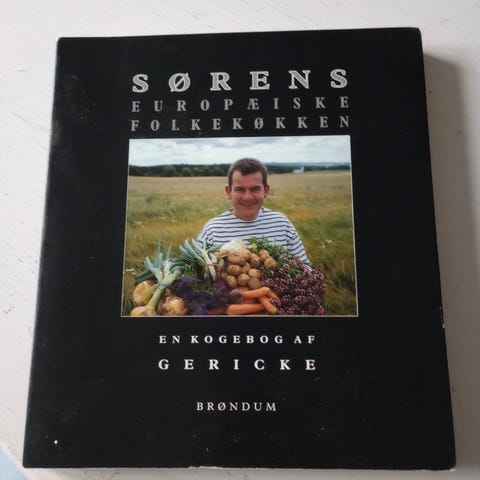 SØRENS
EUROPÆISKE
FOLKEKØKKEN
EN KOGEBOG AF
GERICKE
BRØNDUM